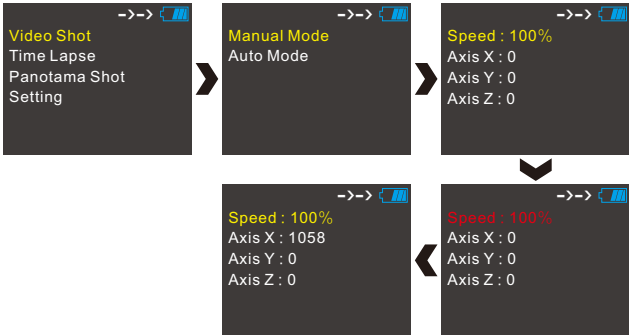 ->->
Video Shot
Time Lapse
Panotama Shot
Setting
->->
Manual Mode
Auto Mode
->->
Speed : 100%
Axis X : 0
Axis Y : 0
Axis Z : 0
->->
Speed : 100%
Axis X : 0
Axis Y : 0
Axis Z : 0
->->
Speed : 100%
Axis X : 1058
Axis Y : 0
Axis Z : 0